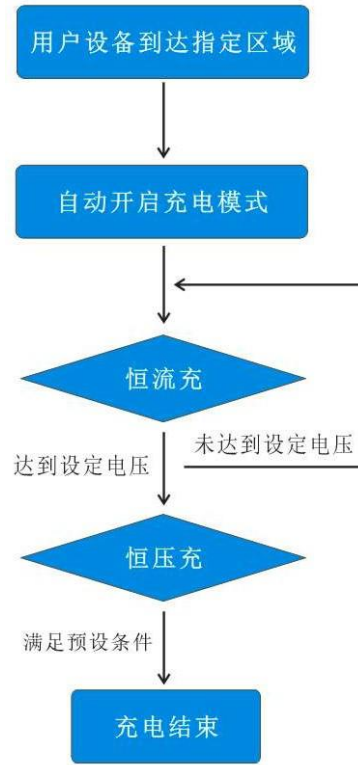 用户设备到达指定区域
自动开启充电模式
恒流充
达到设定电压
未达到设定电压
恒压充
满足预设条件
充电结束